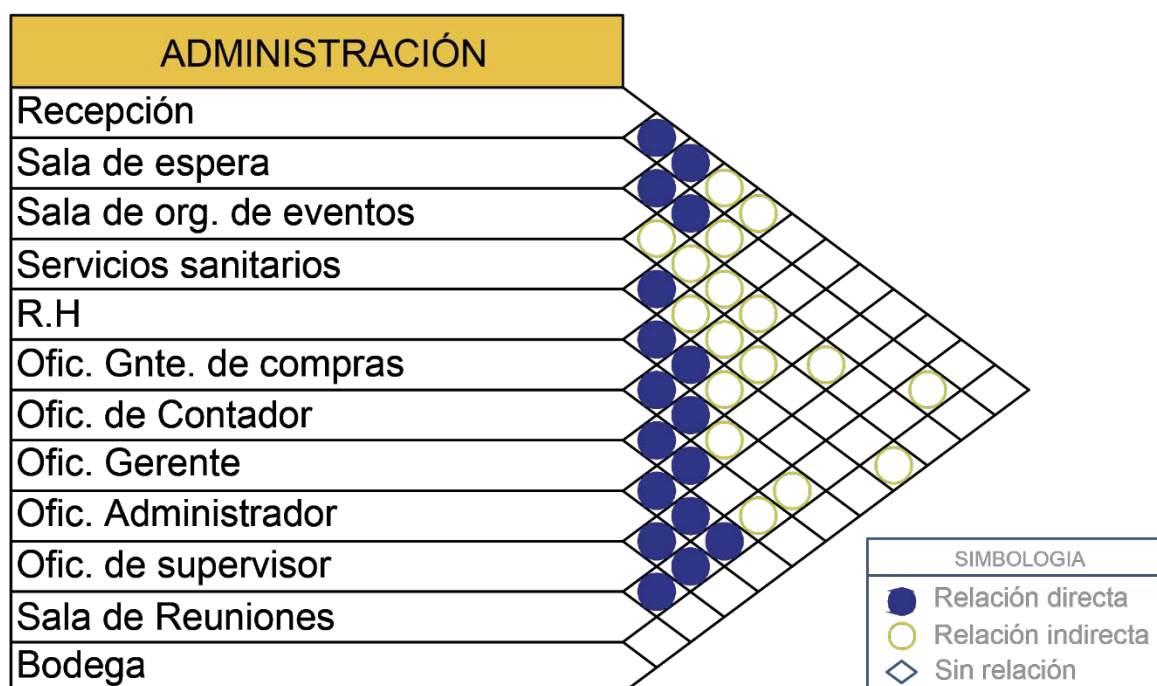 ADMINISTRACIÓN
Recepción
Sala de espera
Sala de org. de eventos
Servicios sanitarios
R.H
Ofic. Gnte. de compras
Ofic. de Contador
Ofic. Gerente
Ofic. Administrador
Ofic. de supervisor
Sala de Reuniones
Bodega
SIMBOLOGIA
Relación directa
Relación indirecta
Sin relación